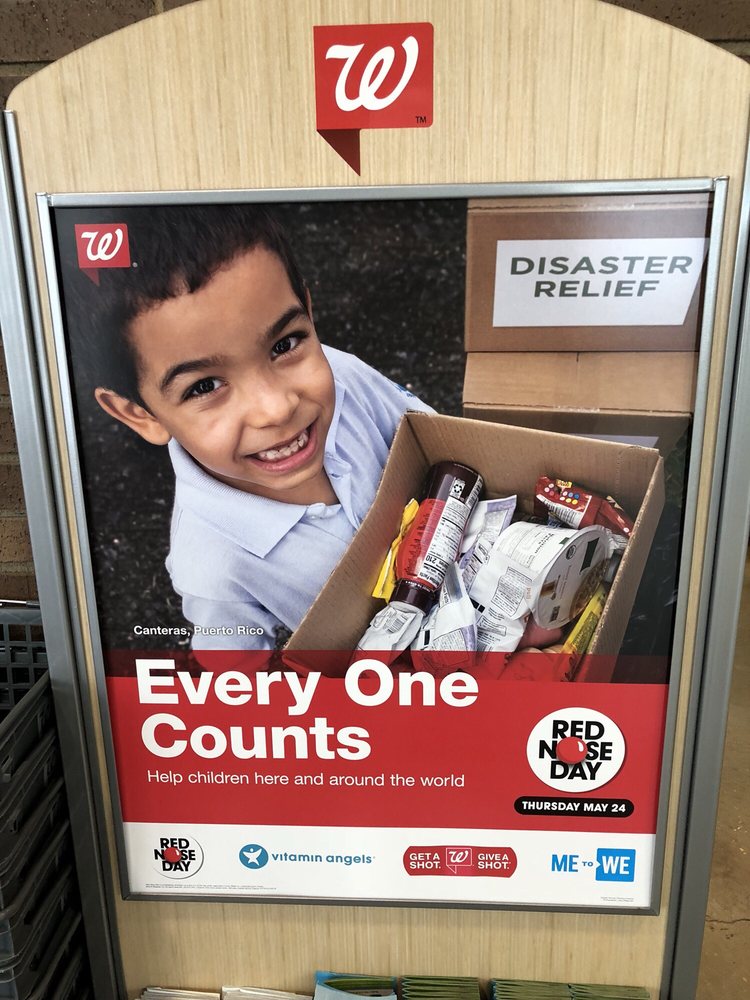 W
TM
W
DISASTER
RELIEF
Canteras, Puerto Rico
Every One
Counts
Help children here and around the world
RED
NOSE
DAY
THURSDAY MAY 24
RED
NOSE
DAY
vitamin angels
GET A
SHOT.
W
GIVE A
SHOT.
ME TO WE